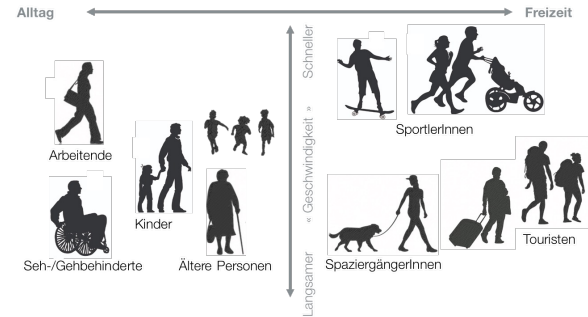 Alltag
Freizeit
Schneller
« Geschwindigkeit »
Langsamer
Arbeitende
SportlerInnen
Kinder
Seh-/Gehbehinderte
Ältere Personen
SpaziergängerInnen
Touristen